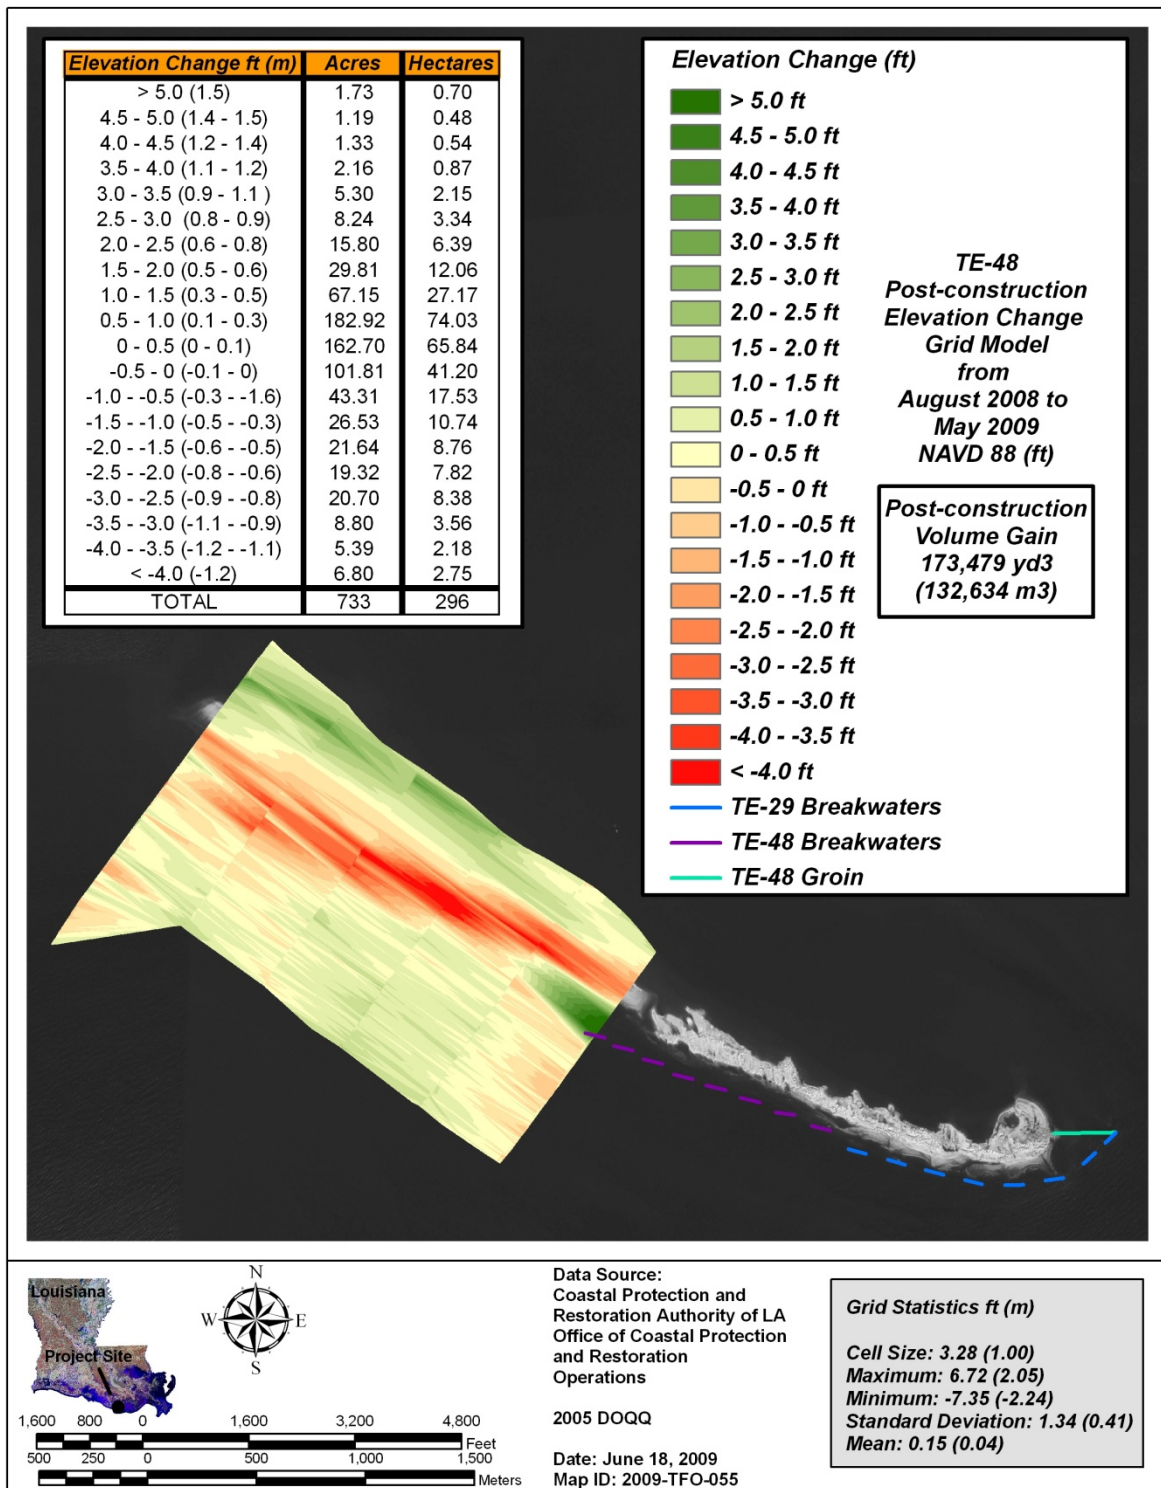 Elevation Change ft (m) Acres Hectares
> 5.0 (1.5) 1.73 0.70
4.5 - 5.0 (1.4 - 1.5) 1.19 0.48
4.0 - 4.5 (1.2 - 1.4) 1.33 0.54
3.5 - 4.0 (1.1 - 1.2) 2.16 0.87
3.0 - 3.5 (0.9 - 1.1 ) 5.30 2.15
2.5 - 3.0 (0.8 - 0.9) 8.24 3.34
2.0 - 2.5 (0.6 - 0.8) 15.80 6.39
1.5 - 2.0 (0.5 - 0.6) 29.81 12.06
1.0 - 1.5 (0.3 - 0.5) 67.15 27.17
0.5 - 1.0 (0.1 - 0.3) 182.92 74.03
0 - 0.5 (0 - 0.1) 162.70 65.84
-0.5 - 0 (-0.1 - 0) 101.81 41.20
-1.0 - -0.5 (-0.3 - -1.6) 43.31 17.53
-1.5 - -1.0 (-0.5 - -0.3) 26.53 10.74
-2.0 - -1.5 (-0.6 - -0.5) 21.64 8.76
-2.5 - -2.0 (-0.8 - -0.6) 19.32 7.82
-3.0 - -2.5 (-0.9 - -0.8) 20.70 8.38
-3.5 - -3.0 (-1.1 - -0.9) 8.80 3.56
-4.0 - -3.5 (-1.2 - -1.1) 5.39 2.18
< -4.0 (-1.2) 6.80 2.75
TOTAL 733 296
Elevation Change (ft)
> 5.0 ft
4.5 - 5.0 ft
4.0 - 4.5 ft
3.5 - 4.0 ft
3.0 - 3.5 ft
2.5 - 3.0 ft
2.0 - 2.5 ft
1.5 - 2.0 ft
1.0 - 1.5 ft
0.5 - 1.0 ft
0 - 0.5 ft
-0.5 - 0 ft
-1.0 - -0.5 ft
-1.5 - -1.0 ft
-2.0 - -1.5 ft
-2.5 - -2.0 ft
-3.0 - -2.5 ft
-3.5 - -3.0 ft
-4.0 - -3.5 ft
< -4.0 ft
TE-29 Breakwaters
TE-48 Breakwaters
TE-48 Groin
TE-48
Post-construction
Elevation Change
Grid Model
from
August 2008 to
May 2009
NAVD 88 (ft)
Post-construction
Volume Gain
173,479 yd3
(132,634 m3)
Louisiana
Project Site
N
W E
S
1,600 800 0 1,600 3,200 4,800
Feet
500 250 0 500 1,000 1,500
Meters
Data Source:
Coastal Protection and
Restoration Authority of LA
Office of Coastal Protection
and Restoration
Operations
2005 DOQQ
Date: June 18, 2009
Map ID: 2009-TFO-055
Grid Statistics ft (m)
Cell Size: 3.28 (1.00)
Maximum: 6.72 (2.05)
Minimum: -7.35 (-2.24)
Standard Deviation: 1.34 (0.41)
Mean: 0.15 (0.04)